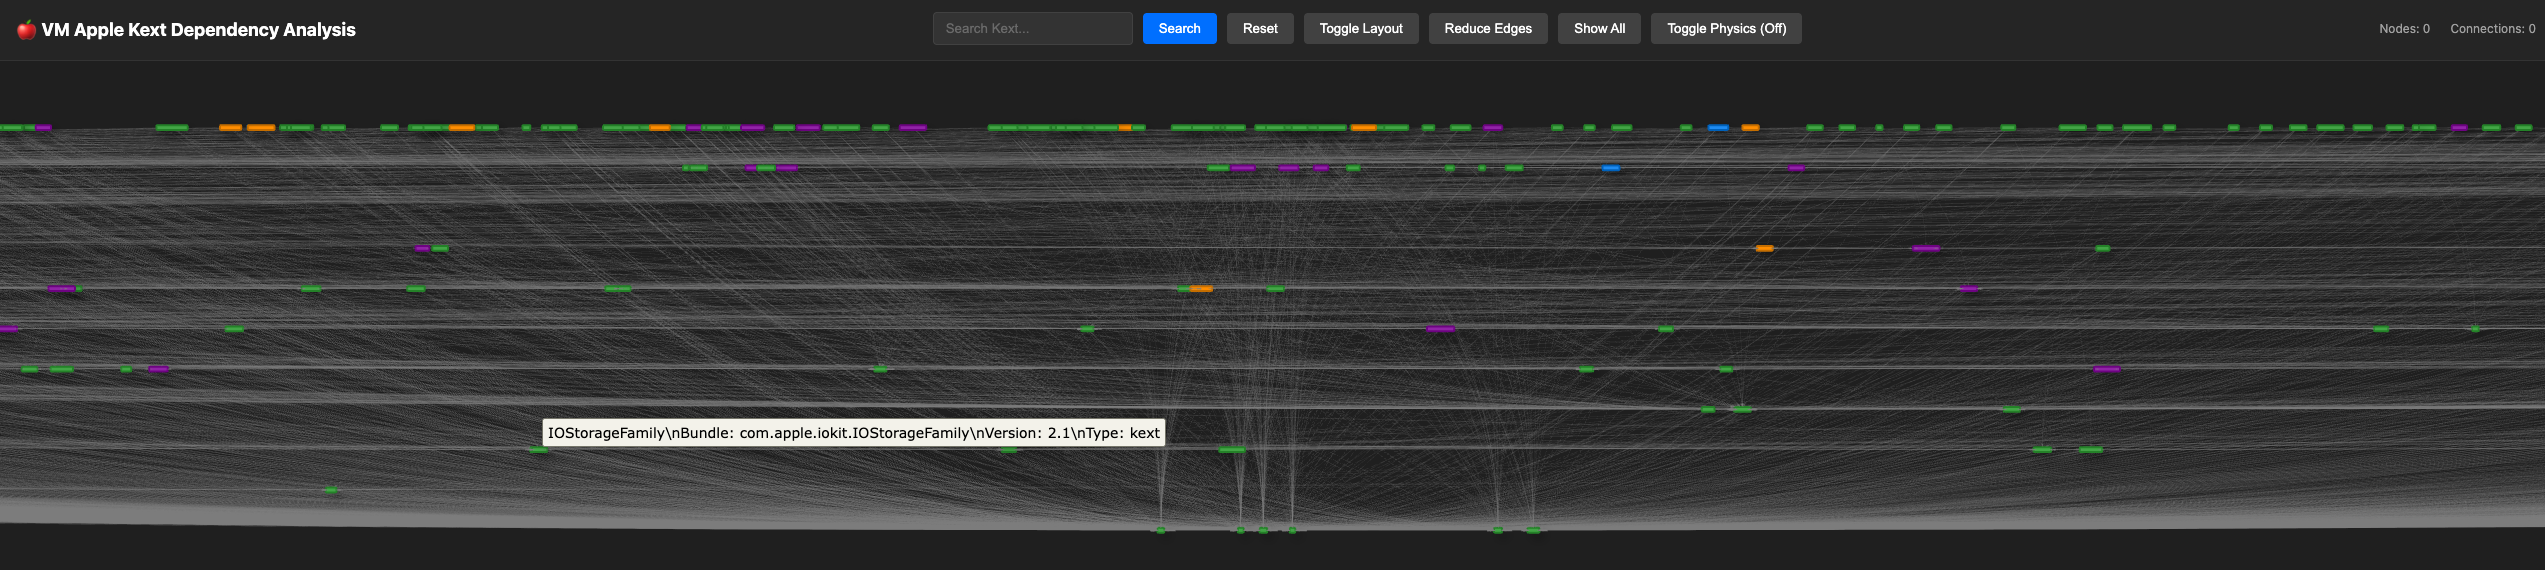 🍎 VM Apple Kext Dependency Analysis
Search Kext...
Search
Reset
Toggle Layout
Reduce Edges
Show All
Toggle Physics (Off)
Nodes: 0
Connections: 0
IOStorageFamily\nBundle: com.apple.iokit.IOStorageFamily\nVersion: 2.1\nType: kext